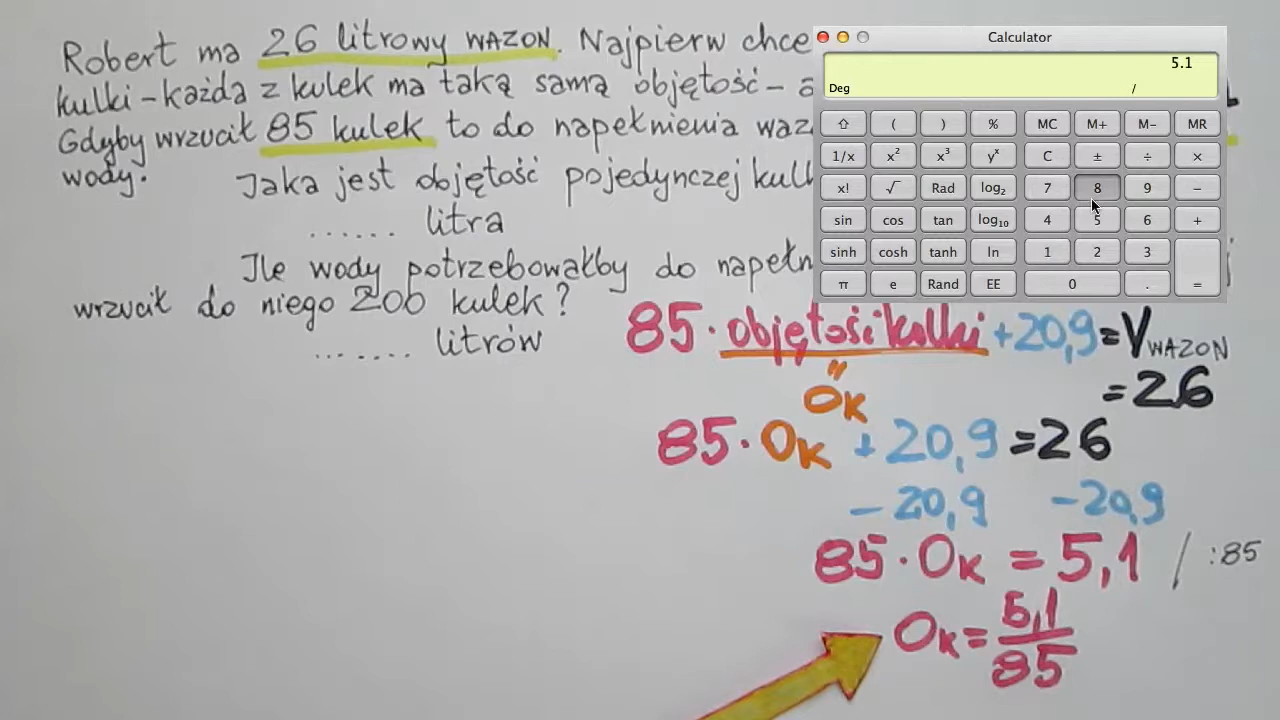 Robert ma 26 litrowy WAZON. Najpierw chce
kulki - każda z kulek ma taką samą objętość - a
Gdyby wrzucił 85 kulek to do napełnienia waz
wody.
Jaka jest objętość pojedynczej kul
...... litra
Ile wody potrzebowałby do napełn
wrzucił do niego 200 kulek?
....... litrów
85 · objętości kulki + 20,9 = V WAZON
" = 26
OK
85 · OK + 20,9 = 26
- 20,9 - 20,9
85 · OK = 5,1 / :85
OK = 5,1
85
Calculator
5.1
Deg /
⇧ ( ) % MC M+ M- MR
1/x x² x³ yˣ C ± ÷ ×
x! √ Rad log₂ 7 8 9 −
sin cos tan log₁₀ 4 5 6 +
sinh cosh tanh ln 1 2 3
π e Rand EE 0 . =